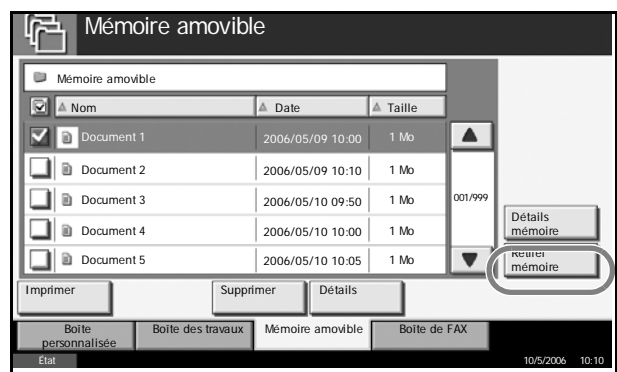 Mémoire amovible
Mémoire amovible
Nom Date Taille
Document 1 2006/05/09 10:00 1 Mo
Document 2 2006/05/09 10:10 1 Mo
Document 3 2006/05/10 09:50 1 Mo
Document 4 2006/05/10 10:00 1 Mo
Document 5 2006/05/10 10:05 1 Mo
001/999
Détails
mémoire
Retirer
mémoire
Imprimer Supprimer Détails
Boîte
personnalisée
Boîte des travaux
Mémoire amovible
Boîte de FAX
État 10/5/2006 10:10